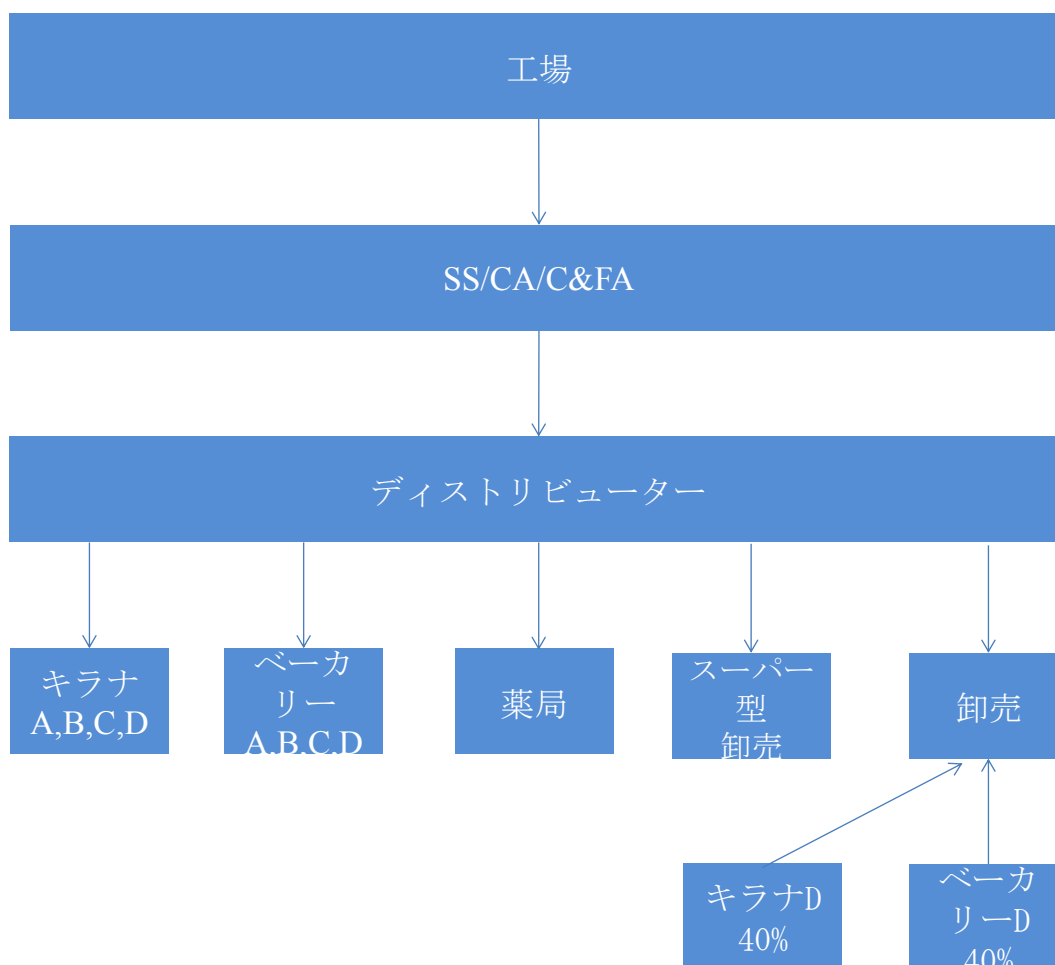 工場
SS/CA/C&FA
ディストリビューター
キラナ
A,B,C,D
ベーカ
リー
A,B,C,D
薬局
スーパー
型
卸売
卸売
キラナD
40%
ベーカ
リーD
40%